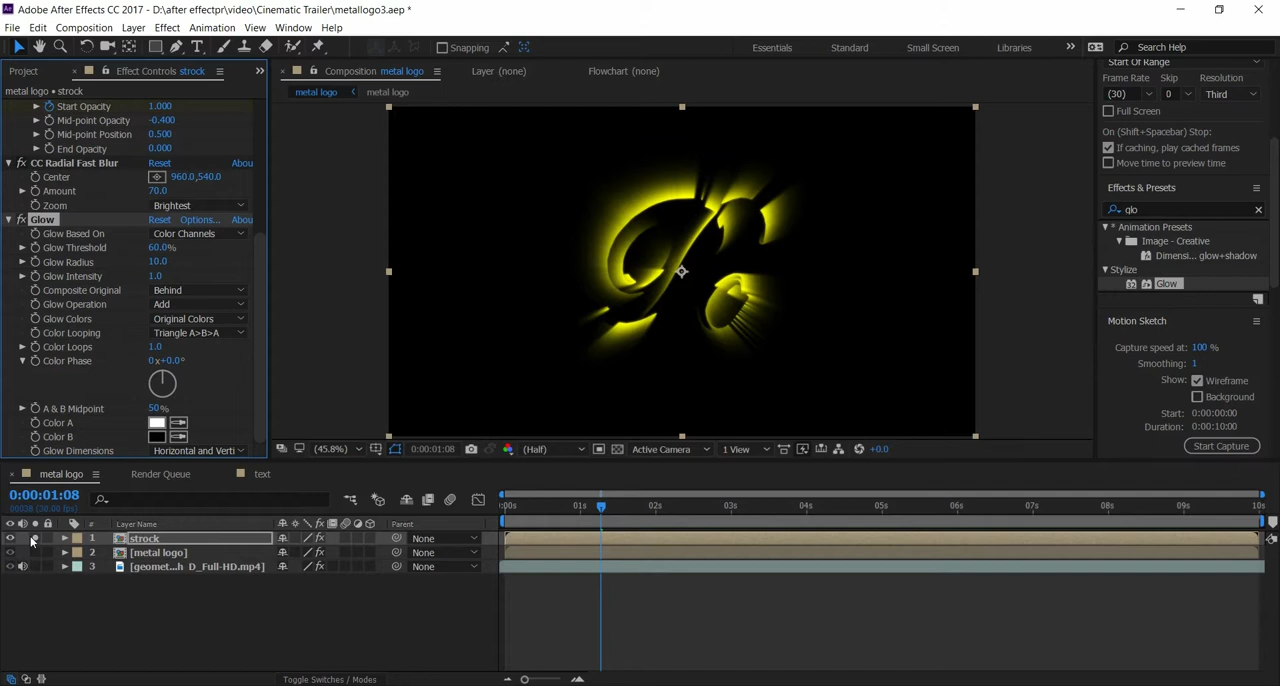 Adobe After Effects CC 2017 - D:\after effectpr\video\Cinematic Trailer\metallogo3.aep *
File Edit Composition Layer Effect Animation View Window Help
Snapping
Essentials Standard Small Screen Libraries Search Help
Project Effect Controls strock Composition metal logo Layer (none) Flowchart (none)
metal logo • strock
metal logo metal logo
Start Opacity 1.000
Mid-point Opacity -0.400
Mid-point Position 0.500
End Opacity 0.000
fx CC Radial Fast Blur Reset Abou
Center 960.0,540.0
Amount 70.0
Zoom Brightest
fx Glow Reset Options... Abou
Glow Based On Color Channels
Glow Threshold 60.0%
Glow Radius 10.0
Glow Intensity 1.0
Composite Original Behind
Glow Operation Add
Glow Colors Original Colors
Color Looping Triangle A>B>A
Color Loops 1.0
Color Phase 0 x+0.0°
A & B Midpoint 50%
Color A
Color B
Glow Dimensions Horizontal and Verti
(45.8%) 0:00:01:08 (Half) Active Camera 1 View +0.0
Start Of Range
Frame Rate Skip Resolution
(30) 0 Third
Full Screen
On (Shift+Spacebar) Stop:
If caching, play cached frames
Move time to preview time
Effects & Presets
glo
* Animation Presets
Image - Creative
Dimensi...glow+shadow
Stylize
Glow
Motion Sketch
Capture speed at: 100 %
Smoothing: 1
Show: Wireframe
Background
Start: 0:00:00:00
Duration: 0:00:10:00
Start Capture
metal logo Render Queue text
0:00:01:08
00038 (30.00 fps)
# Layer Name fx Parent
:00s 01s 02s 03s 04s 05s 06s 07s 08s 09s 10s
1 strock fx None
2 [metal logo] fx None
3 [geomet...h D_Full-HD.mp4] fx None
Toggle Switches / Modes